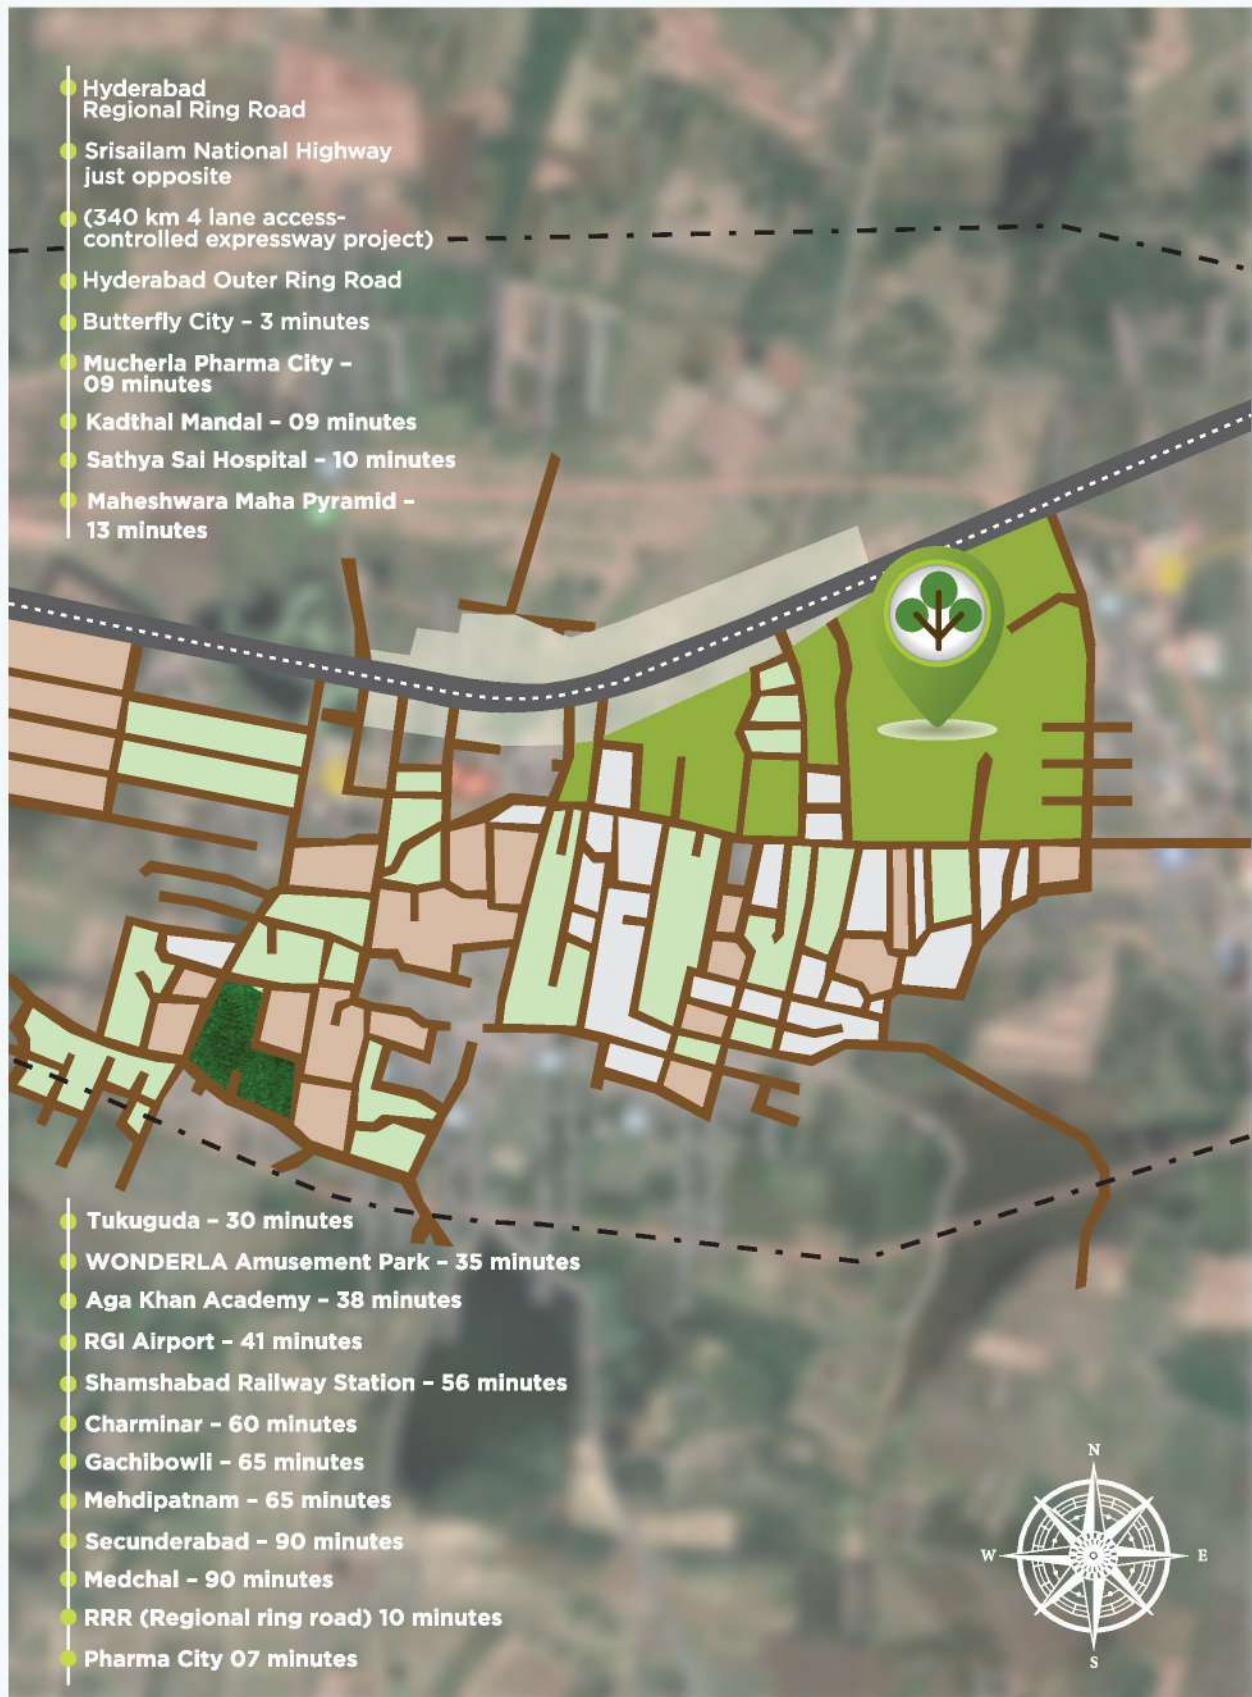 Hyderabad
Regional Ring Road
Srisailam National Highway
just opposite
(340 km 4 lane access-
controlled expressway project)
Hyderabad Outer Ring Road
Butterfly City – 3 minutes
Mucherla Pharma City –
09 minutes
Kadthal Mandal – 09 minutes
Sathya Sai Hospital – 10 minutes
Maheshwara Maha Pyramid –
13 minutes
Tukuguda – 30 minutes
WONDERLA Amusement Park – 35 minutes
Aga Khan Academy – 38 minutes
RGI Airport – 41 minutes
Shamshabad Railway Station – 56 minutes
Charminar – 60 minutes
Gachibowli – 65 minutes
Mehdipatnam – 65 minutes
Secunderabad – 90 minutes
Medchal – 90 minutes
RRR (Regional ring road) 10 minutes
Pharma City 07 minutes
N
W E
S